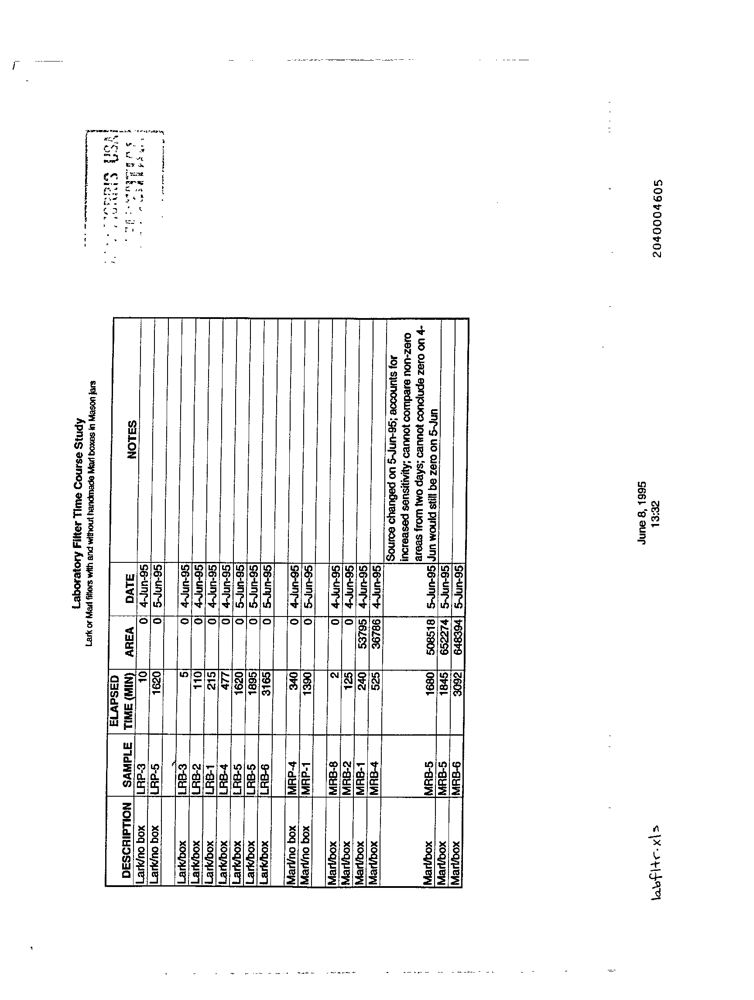 Laboratory Filter Time Course Study
Lark or Marl filters with and without handmade Marl boxes in Mason jars
DESCRIPTION SAMPLE ELAPSED TIME (MIN) AREA DATE NOTES
Lark/no box LRP-3 10 0 4-Jun-95
Lark/no box LRP-5 1620 0 5-Jun-95
Lark/box LRB-3 5 0 4-Jun-95
Lark/box LRB-2 110 0 4-Jun-95
Lark/box LRB-1 215 0 4-Jun-95
Lark/box LRB-4 477 0 4-Jun-95
Lark/box LRB-5 1620 0 5-Jun-95
Lark/box LRB-5 1895 0 5-Jun-95
Lark/box LRB-6 3165 0 5-Jun-95
Marl/no box MRP-4 340 0 4-Jun-95
Marl/no box MRP-1 1390 0 5-Jun-95
Marl/box MRB-8 2 0 4-Jun-95
Marl/box MRB-2 125 0 4-Jun-95
Marl/box MRB-1 240 53795 4-Jun-95
Marl/box MRB-4 525 36786 4-Jun-95
Source changed on 5-Jun-95; accounts for
increased sensitivity; cannot compare non-zero
areas from two days; cannot conclude zero on 4-
Marl/box MRB-5 1680 508518 5-Jun-95 Jun would still be zero on 5-Jun
Marl/box MRB-5 1845 652274 5-Jun-95
Marl/box MRB-6 3092 648394 5-Jun-95
MORRIS USA
labfltr.xls
June 8, 1995
13:32
2040004605